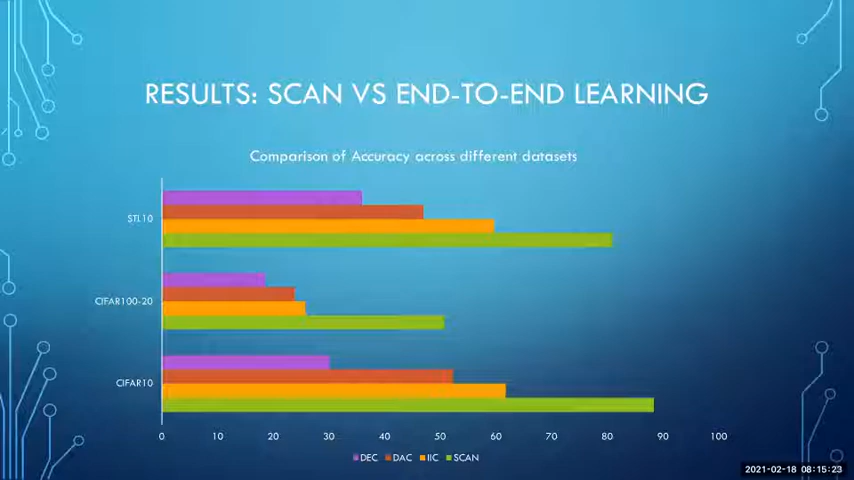 RESULTS: SCAN VS END-TO-END LEARNING
Comparison of Accuracy across different datasets
STL10
CIFAR100-20
CIFAR10
0 10 20 30 40 50 60 70 80 90 100
DEC DAC IIC SCAN
2021-02-18 08:15:23